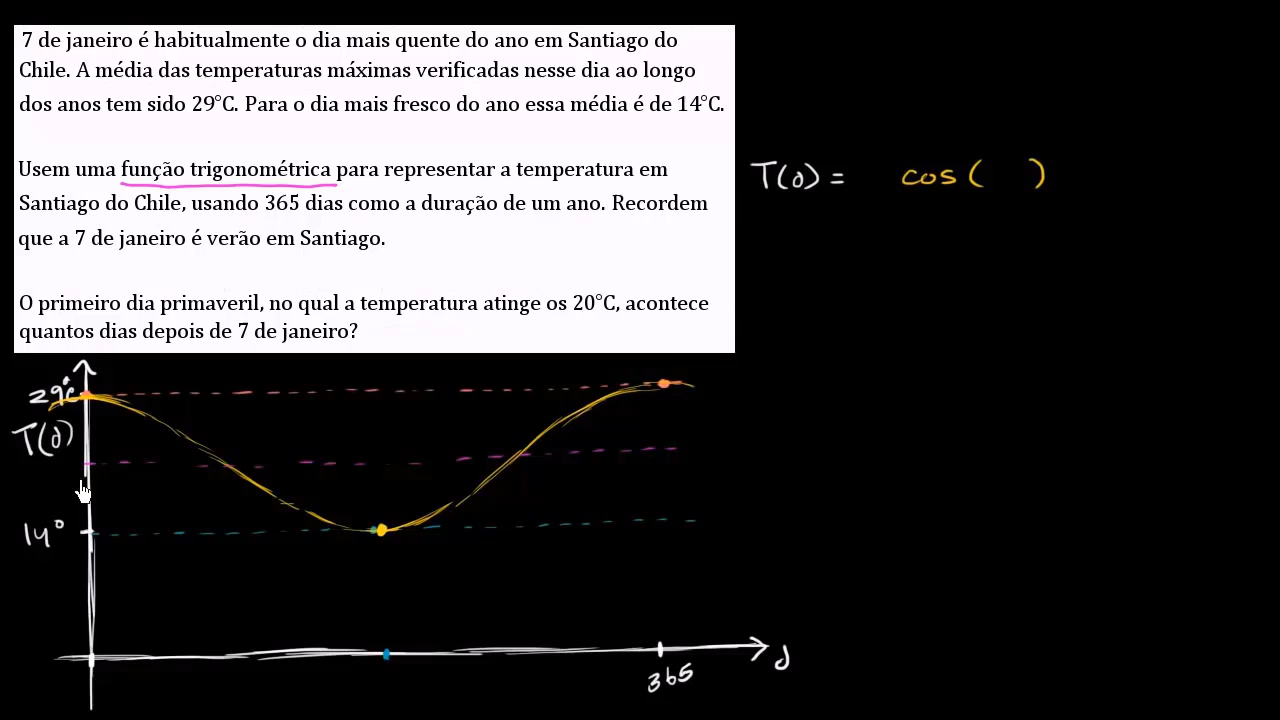 7 de janeiro é habitualmente o dia mais quente do ano em Santiago do
Chile. A média das temperaturas máximas verificadas nesse dia ao longo
dos anos tem sido 29°C. Para o dia mais fresco do ano essa média é de 14°C.
Usem uma função trigonométrica para representar a temperatura em
Santiago do Chile, usando 365 dias como a duração de um ano. Recordem
que a 7 de janeiro é verão em Santiago.
O primeiro dia primaveril, no qual a temperatura atinge os 20°C, acontece
quantos dias depois de 7 de janeiro?
T(d) = cos( )
29°C
T(d)
14°
365
d